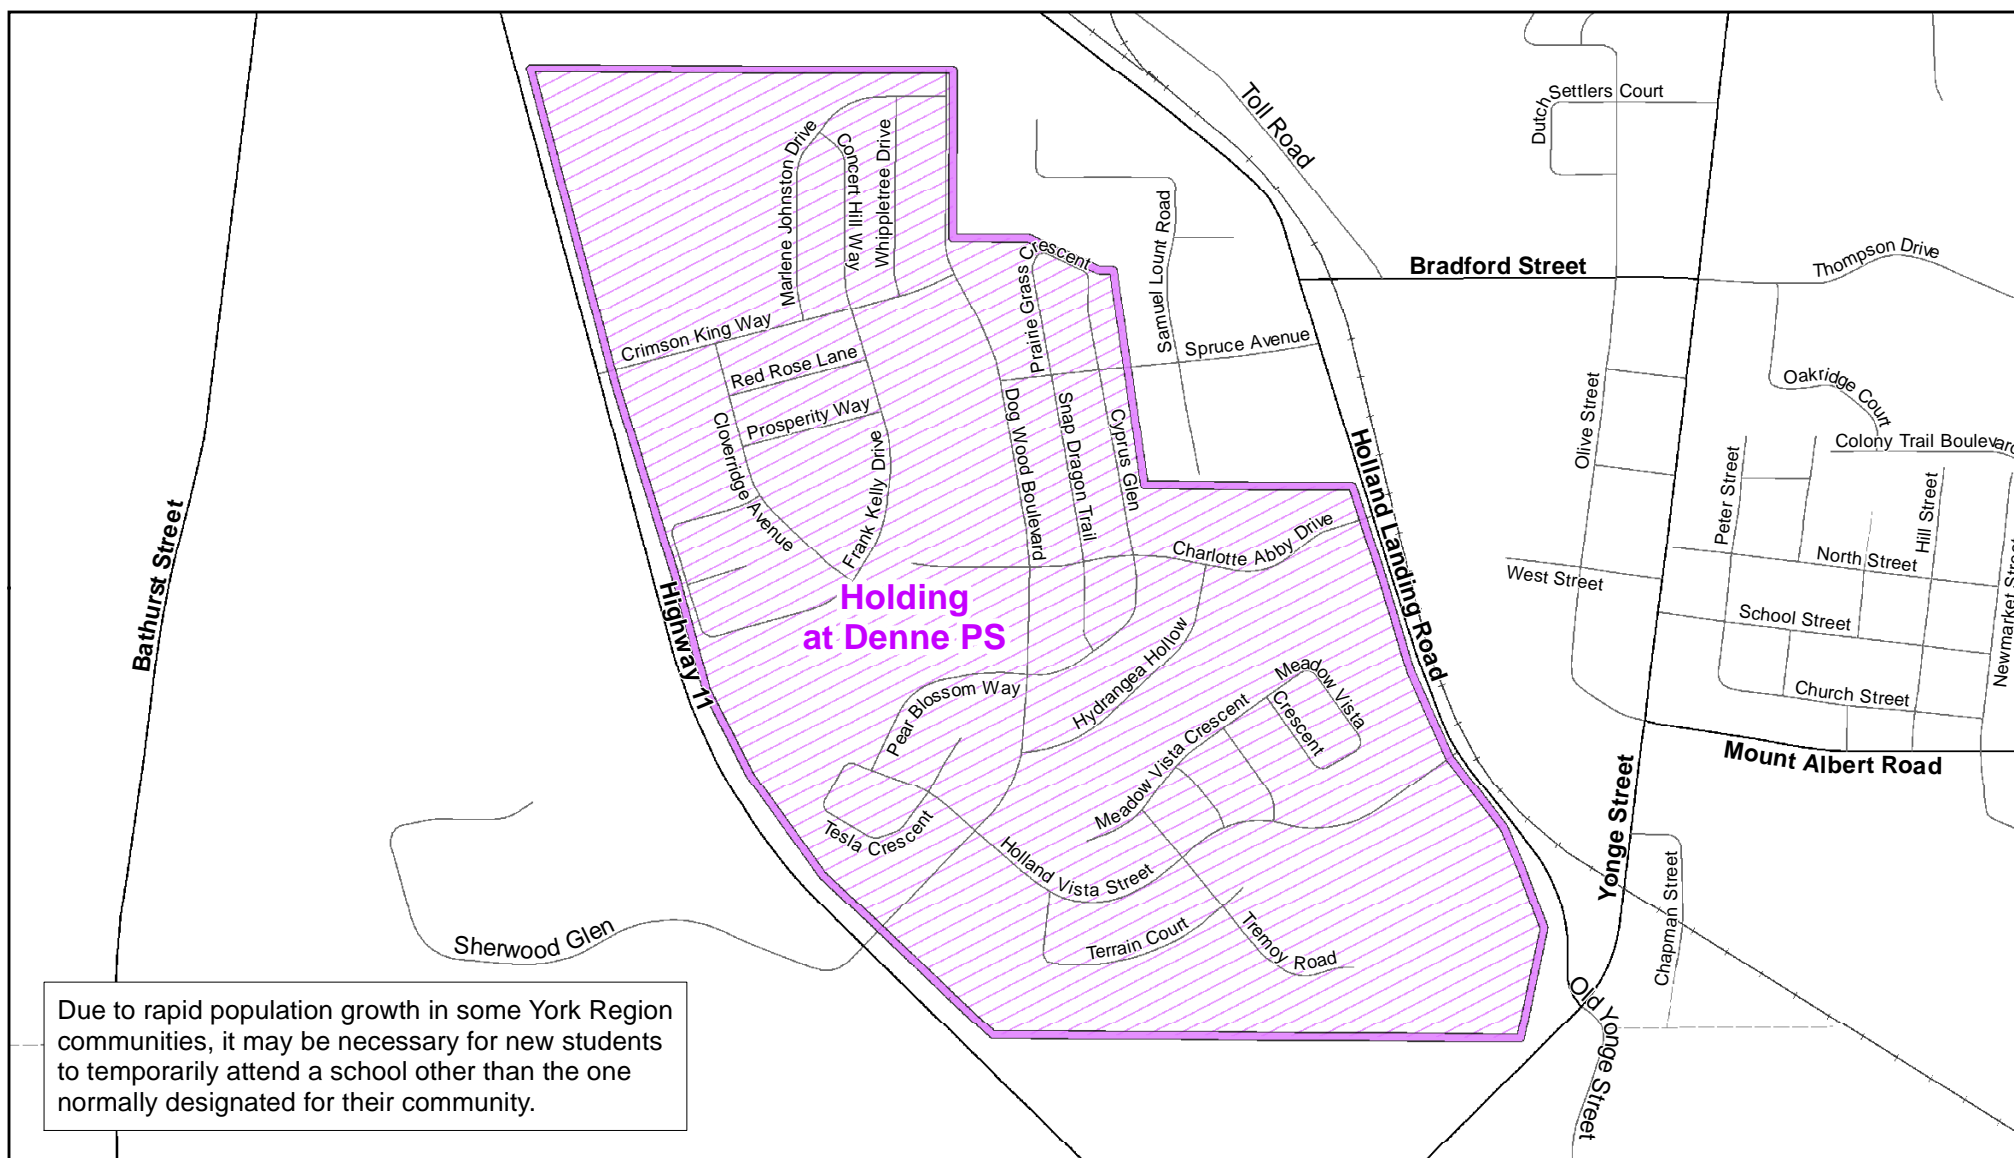 Toll Road
Dutch Settlers Court
Marlene Johnston Drive
Concert Hill Way
Whippletree Drive
Samuel Lount Road
Prairie Grass Crescent
Bradford Street
Thompson Drive
Crimson King Way
Spruce Avenue
Red Rose Lane
Prosperity Way
Cloverridge Avenue
Frank Kelly Drive
Dog Wood Boulevard
Snap Dragon Trail
Cyprus Glen
Olive Street
Oakridge Court
Colony Trail Boulevard
Peter Street
Hill Street
Holland Landing Road
Charlotte Abby Drive
North Street
West Street
School Street
Newmarket Street
Church Street
Bathurst Street
Highway 11
Holding
at Denne PS
Hydrangea Hollow
Pear Blossom Way
Meadow Vista
Crescent
Meadow Vista Crescent
Mount Albert Road
Yonge Street
Tesla Crescent
Holland Vista Street
Chapman Street
Sherwood Glen
Terrain Court
Tremoy Road
Old Yonge Street
Due to rapid population growth in some York Region
communities, it may be necessary for new students
to temporarily attend a school other than the one
normally designated for their community.